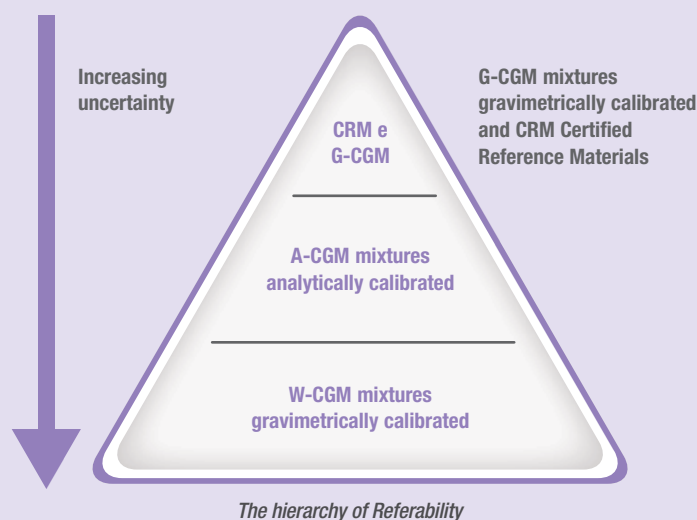 Increasing
uncertainty
G-CGM mixtures
gravimetrically calibrated
and CRM Certified
Reference Materials
CRM e
G-CGM
A-CGM mixtures
analytically calibrated
W-CGM mixtures
gravimetrically calibrated
The hierarchy of Referability